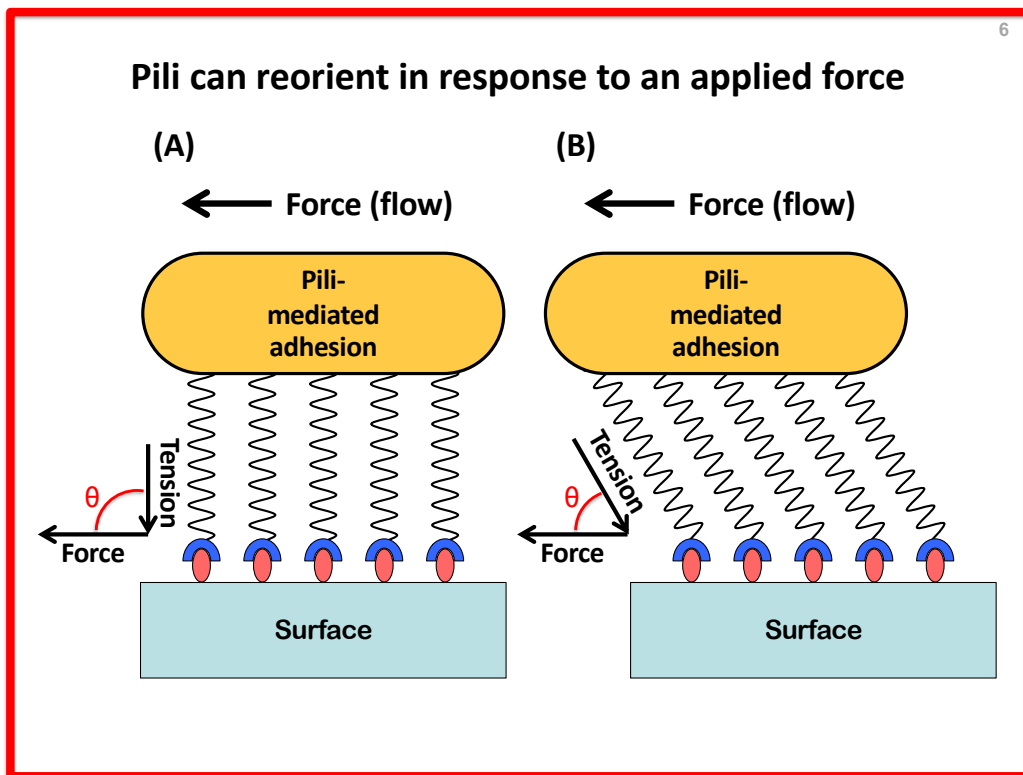 6
Pili can reorient in response to an applied force
(A)
Force (flow)
Pili-
mediated
adhesion
Tension
θ
Force
Surface
(B)
Force (flow)
Pili-
mediated
adhesion
Tension
θ
Force
Surface